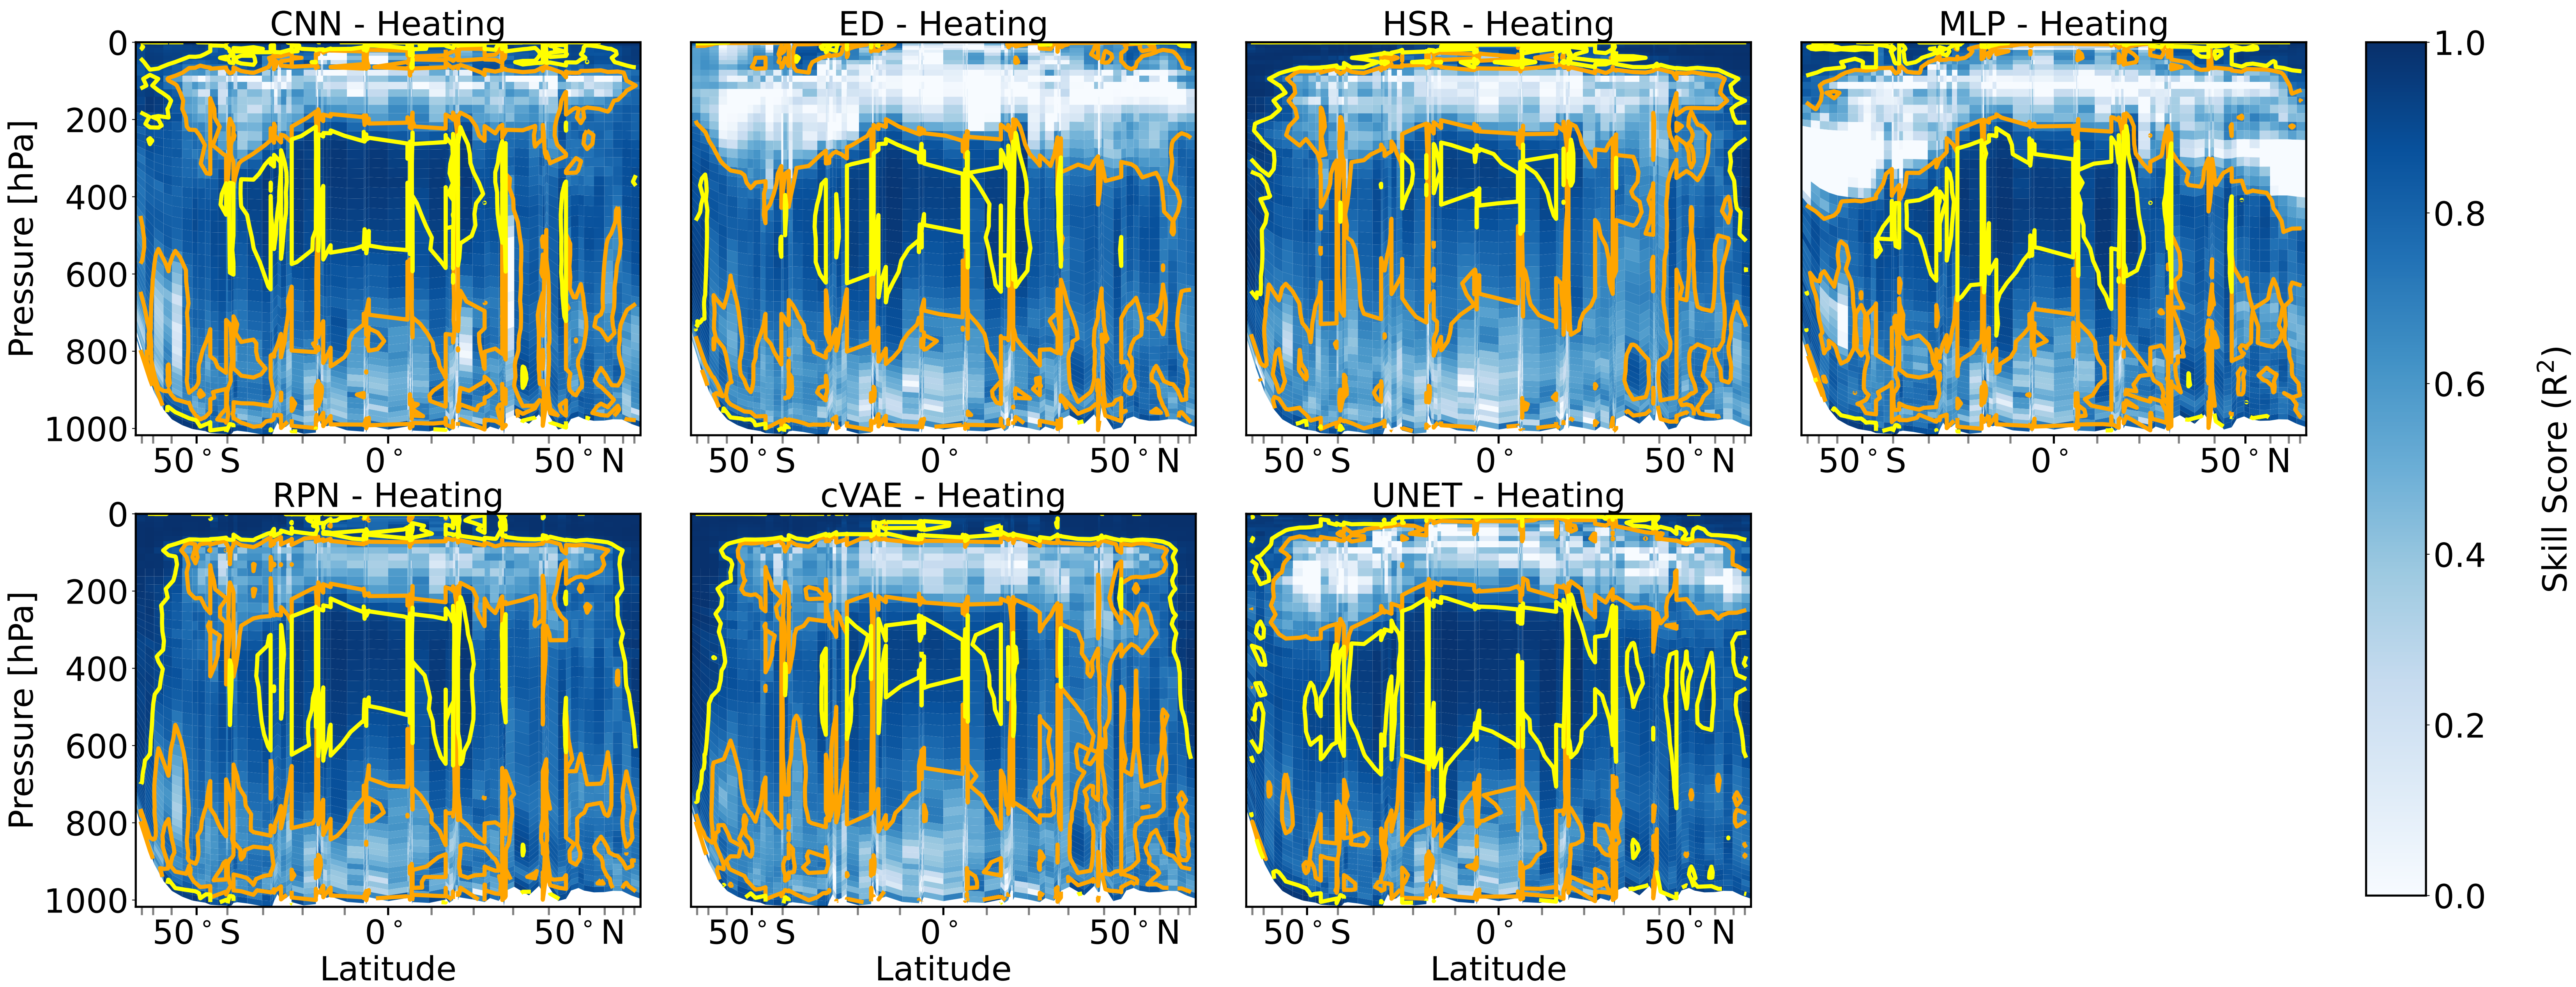 CNN - Heating
ED - Heating
HSR - Heating
MLP - Heating
Pressure [hPa]
0
200
400
600
800
1000
50°S
0°
50°N
50°S
0°
50°N
50°S
0°
50°N
50°S
0°
50°N
RPN - Heating
cVAE - Heating
UNET - Heating
Pressure [hPa]
0
200
400
600
800
1000
50°S
0°
50°N
50°S
0°
50°N
50°S
0°
50°N
Latitude
Latitude
Latitude
1.0
0.8
0.6
0.4
0.2
0.0
Skill Score (R²)